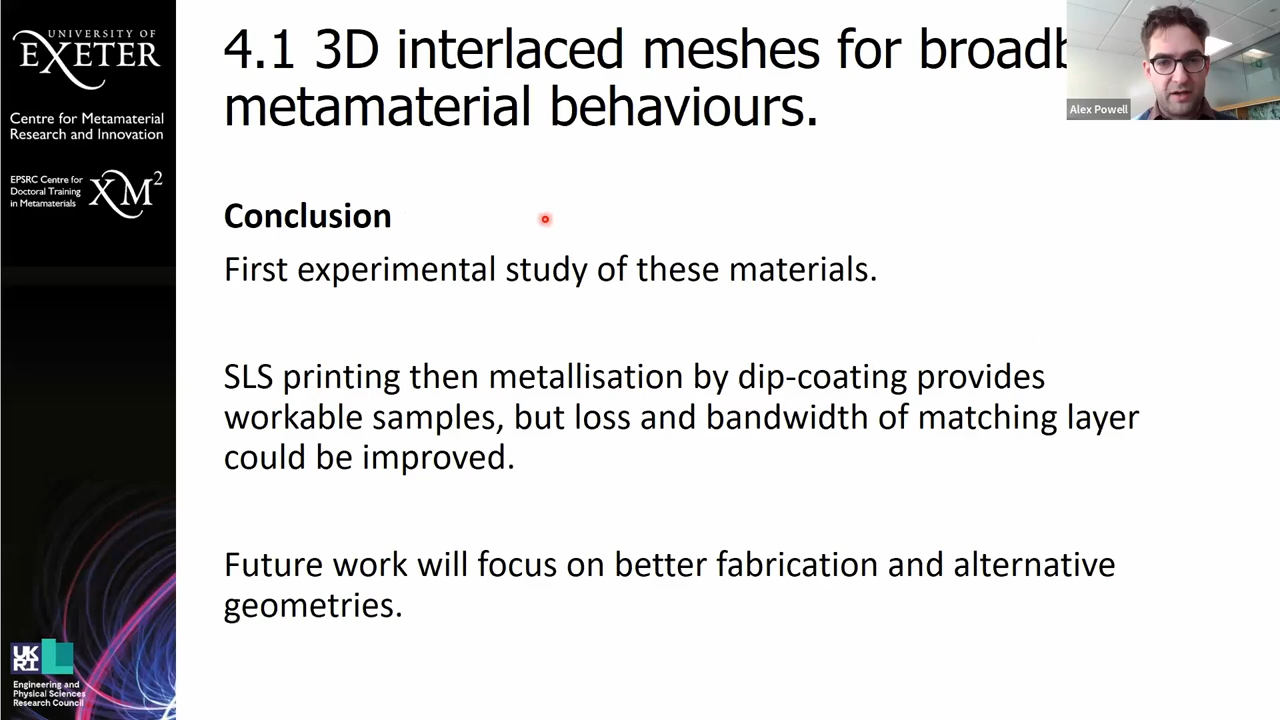 UNIVERSITY OF
EXETER
Centre for Metamaterial
Research and Innovation
EPSRC Centre for
Doctoral Training
in Metamaterials
XM²
UK
RI
Engineering and
Physical Sciences
Research Council
4.1 3D interlaced meshes for
metamaterial behaviours.
Alex Powell
Conclusion
First experimental study of these materials.
SLS printing then metallisation by dip-coating provides
workable samples, but loss and bandwidth of matching layer
could be improved.
Future work will focus on better fabrication and alternative
geometries.